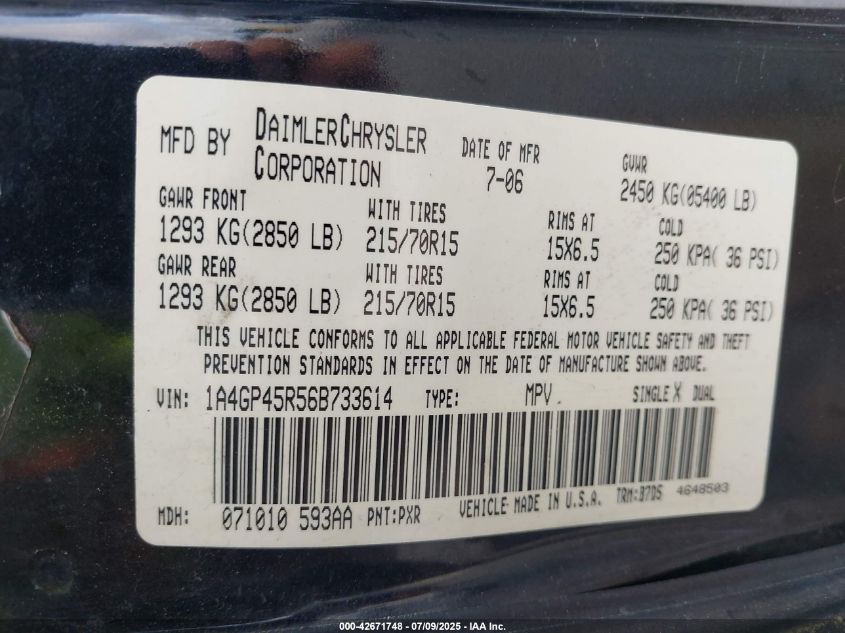 MFD BY DAIMLERCHRYSLER CORPORATION DATE OF MFR 7-06 GVWR 2450 KG(05400 LB)
GAWR FRONT WITH TIRES RIMS AT COLD
1293 KG(2850 LB) 215/70R15 15X6.5 250 KPA( 36 PSI)
GAWR REAR WITH TIRES RIMS AT COLD
1293 KG(2850 LB) 215/70R15 15X6.5 250 KPA( 36 PSI)
THIS VEHICLE CONFORMS TO ALL APPLICABLE FEDERAL MOTOR VEHICLE SAFETY AND THEFT
PREVENTION STANDARDS IN EFFECT ON THE DATE OF MANUFACTURE SHOWN ABOVE.
VIN: 1A4GP45R56B733614 TYPE: MPV. SINGLE X DUAL
MDH: 071010 593AA PNT:PXR VEHICLE MADE IN U.S.A. TRM:B7D5 4648503
000-42671748 - 07/09/2025 - IAA Inc.